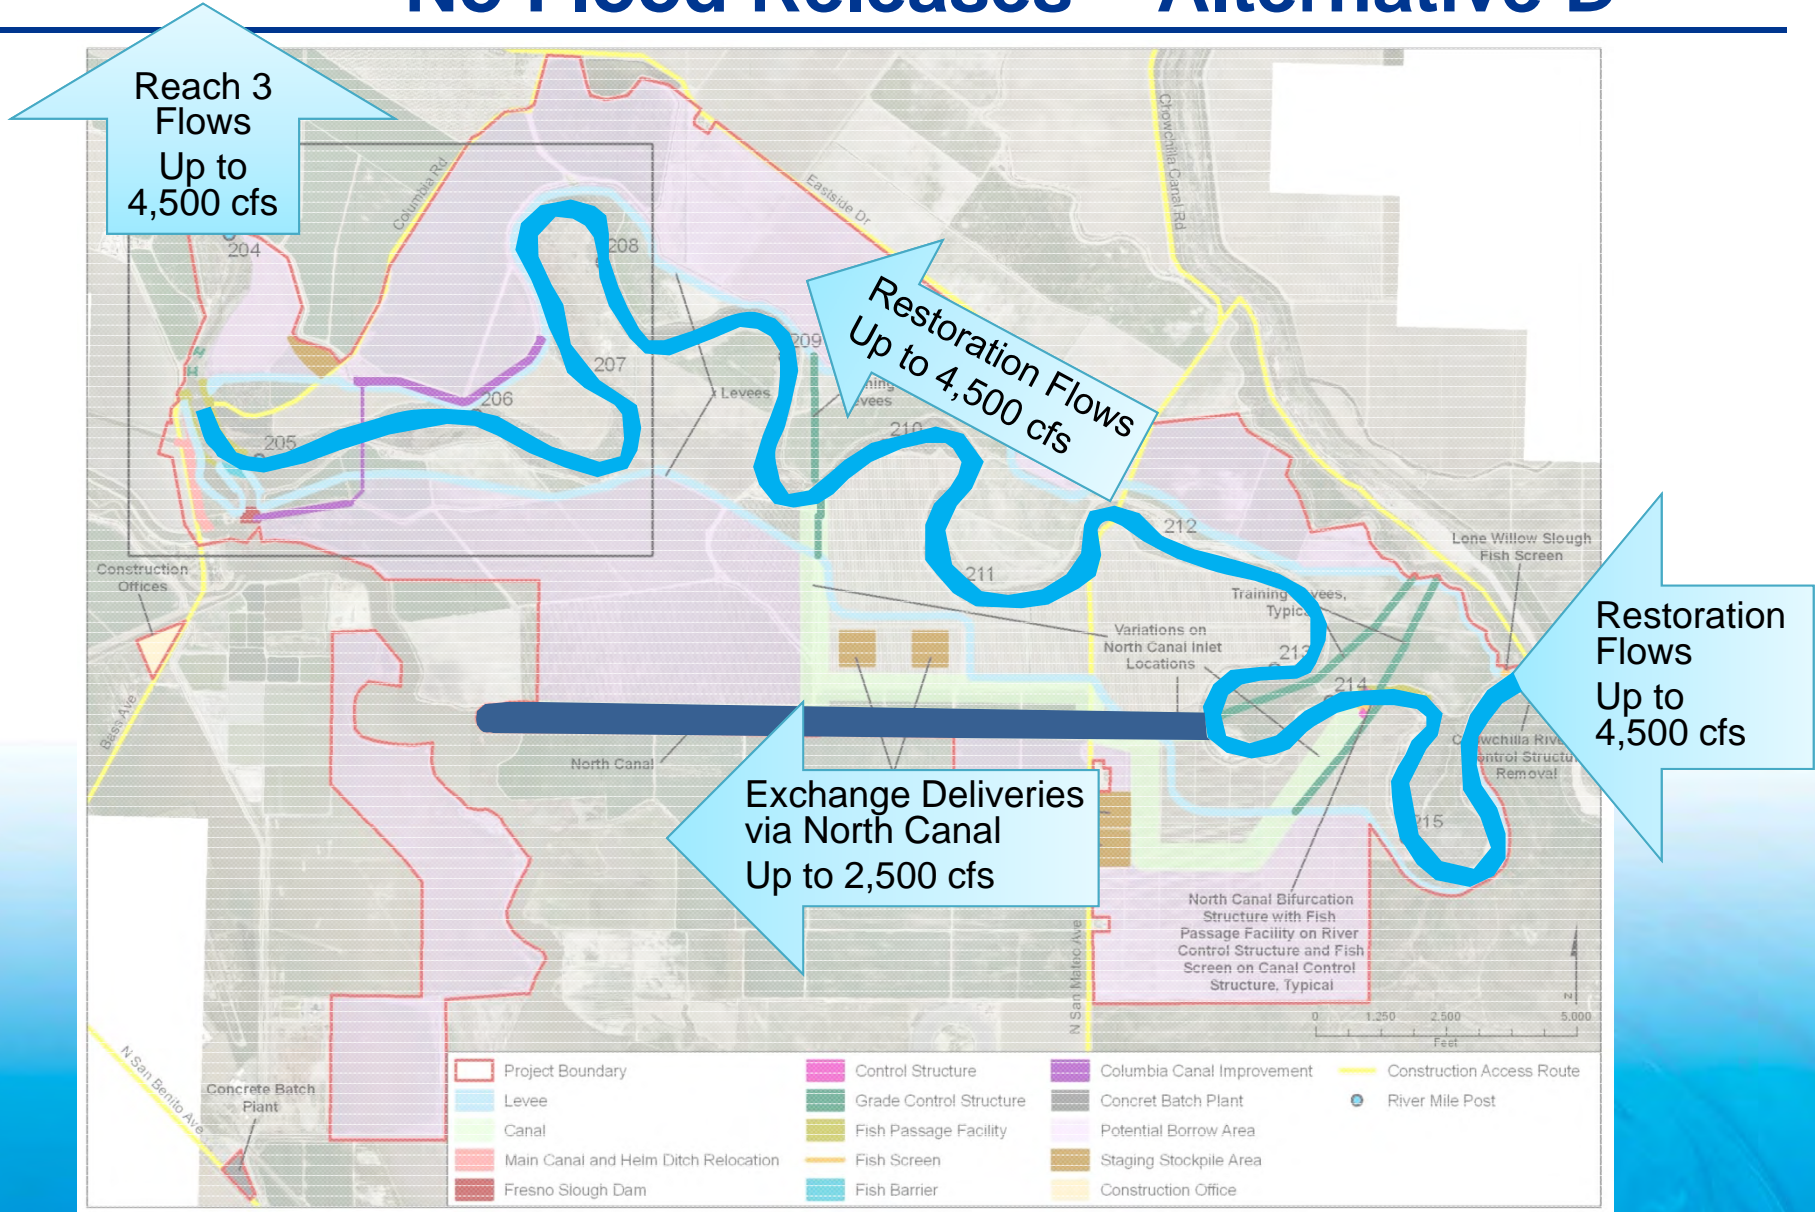 No Flood Releases – Alternative D
Reach 3
Flows
Up to
4,500 cfs
Columbia Rd
Eastside Dr
Chowchilla Canal Rd
204
208
Restoration Flows
Up to 4,500 cfs
209
207
Levees
206
205
210
212
Lone Willow Slough
Fish Screen
Construction
Offices
211
Training
Typic
Variations on
North Canal Inlet
Locations
213
214
Restoration
Flows
Up to
4,500 cfs
Bass Ave
North Canal
Removal
Exchange Deliveries
via North Canal
Up to 2,500 cfs
215
North Canal Bifurcation
Structure with Fish
Passage Facility on River
Control Structure and Fish
Screen on Canal Control
Structure, Typical
N San Mateo Ave
N
0 1,250 2,500 5,000
Feet
N San Benito Ave
Concrete Batch
Plant
Project Boundary
Levee
Canal
Main Canal and Helm Ditch Relocation
Fresno Slough Dam
Control Structure
Grade Control Structure
Fish Passage Facility
Fish Screen
Fish Barrier
Columbia Canal Improvement
Concret Batch Plant
Potential Borrow Area
Staging Stockpile Area
Construction Office
Construction Access Route
River Mile Post